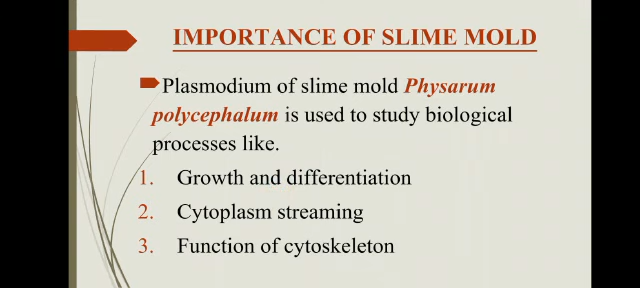 IMPORTANCE OF SLIME MOLD
Plasmodium of slime mold Physarum
polycephalum is used to study biological
processes like.
1. Growth and differentiation
2. Cytoplasm streaming
3. Function of cytoskeleton